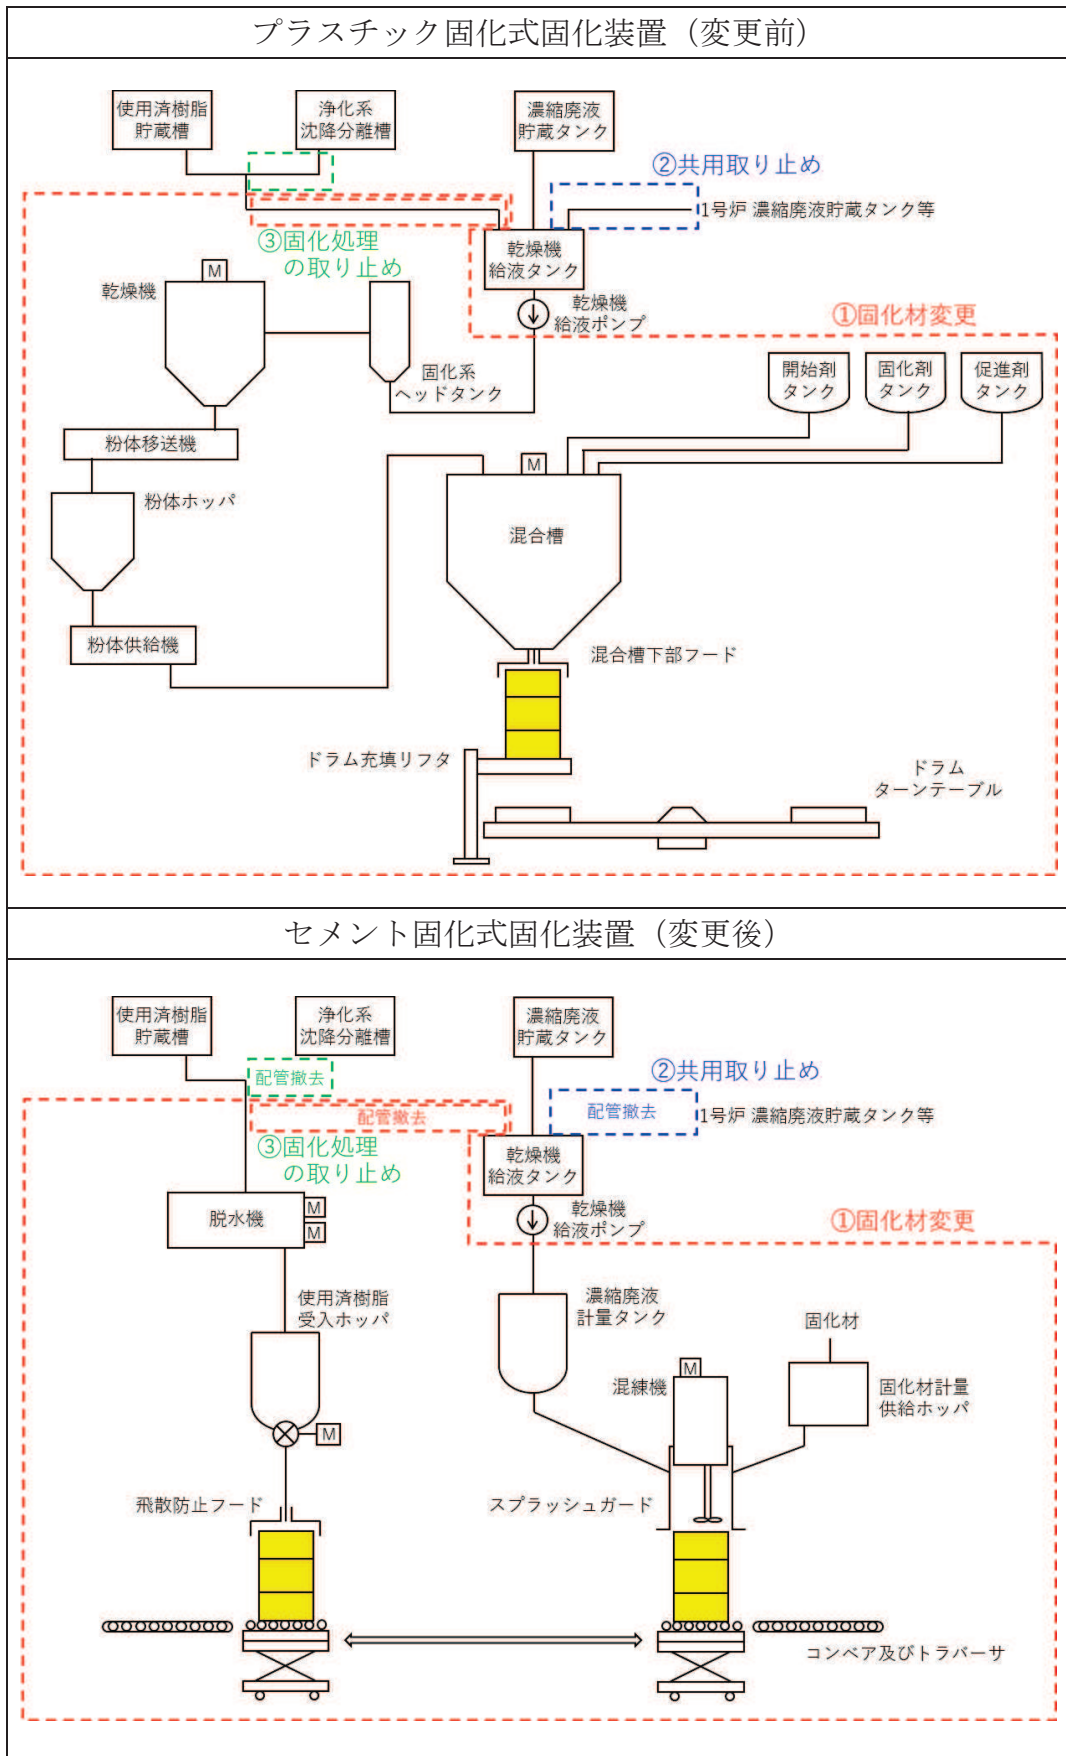 プラスチック固化式固化装置（変更前）
使用済樹脂
貯蔵槽
浄化系
沈降分離槽
濃縮廃液
貯蔵タンク
②共用取り止め
1号炉 濃縮廃液貯蔵タンク等
③固化処理
の取り止め
乾燥機
給液タンク
M
乾燥機
乾燥機
給液ポンプ
①固化材変更
固化系
ヘッドタンク
開始剤
タンク
固化剤
タンク
促進剤
タンク
粉体移送機
M
粉体ホッパ
混合槽
粉体供給機
混合槽下部フード
ドラム充填リフタ
ドラム
ターンテーブル
セメント固化式固化装置（変更後）
使用済樹脂
貯蔵槽
浄化系
沈降分離槽
濃縮廃液
貯蔵タンク
②共用取り止め
配管撤去
配管撤去
配管撤去
1号炉 濃縮廃液貯蔵タンク等
③固化処理
の取り止め
乾燥機
給液タンク
脱水機
M
M
乾燥機
給液ポンプ
①固化材変更
使用済樹脂
受入ホッパ
濃縮廃液
計量タンク
固化材
M
混練機
固化材計量
供給ホッパ
M
飛散防止フード
スプラッシュガード
コンベア及びトラバーサ